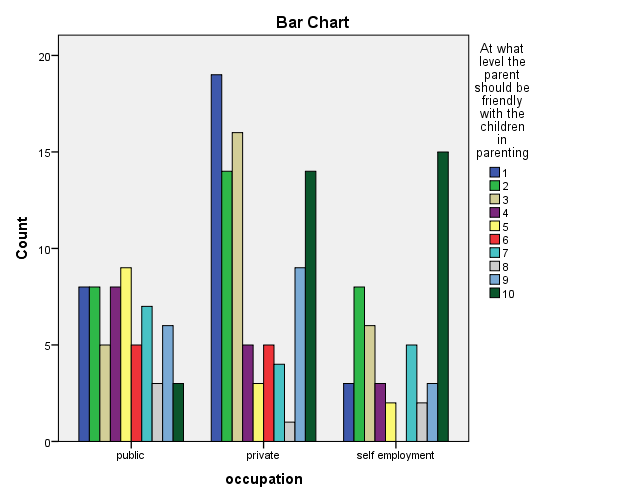 Bar Chart
At what
level the
parent
should be
friendly
with the
children
in
parenting
1
2
3
4
5
6
7
8
9
10
20
15
10
5
0
Count
public
private
self employment
occupation